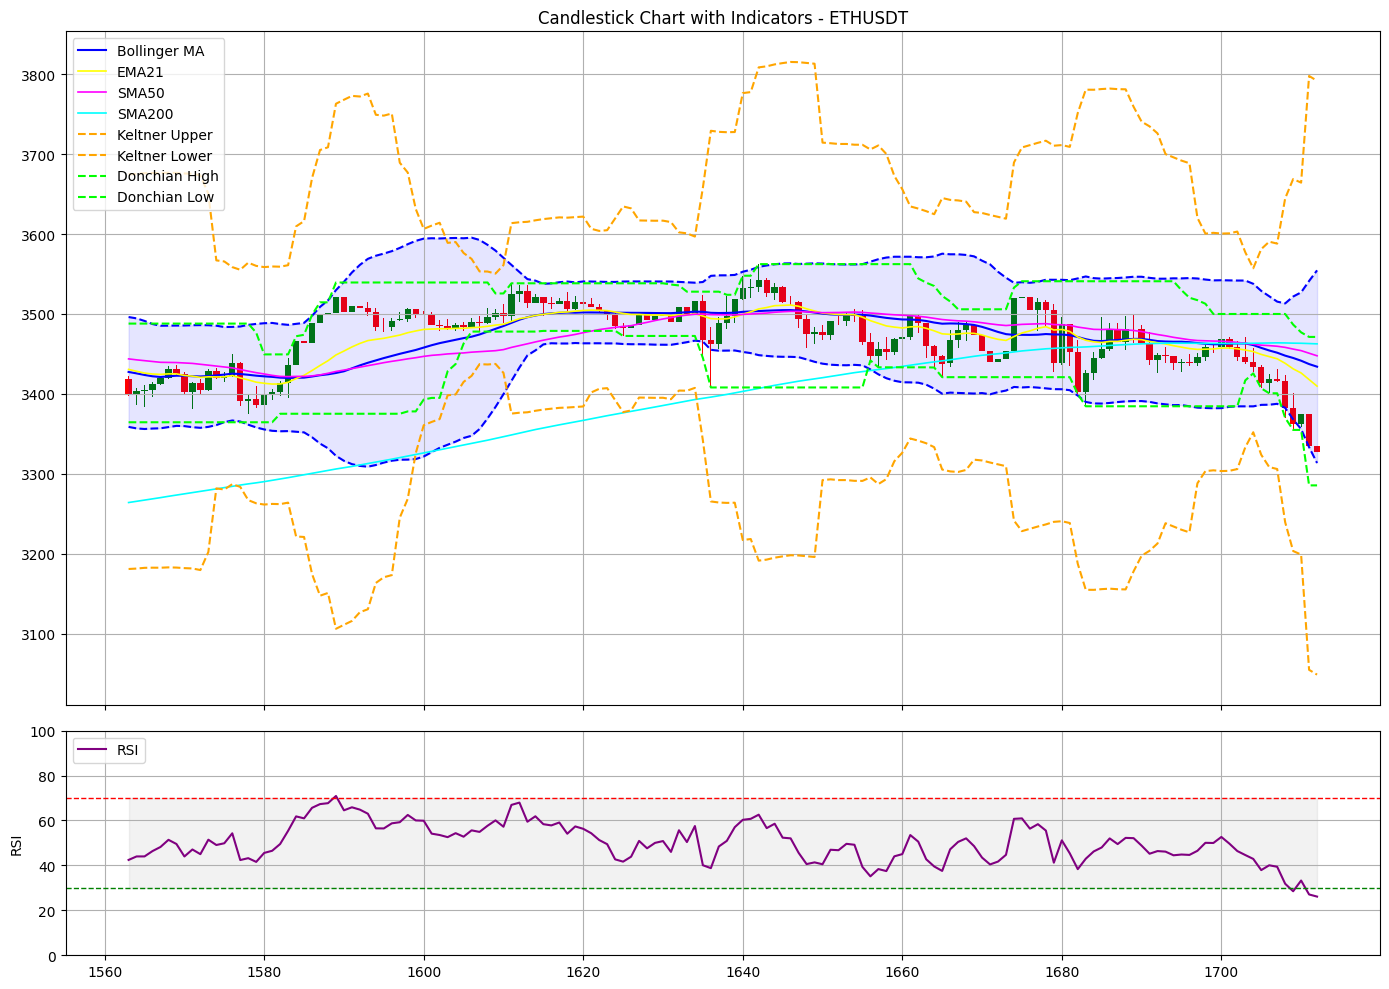 Candlestick Chart with Indicators - ETHUSDT
Bollinger MA
EMA21
SMA50
SMA200
Keltner Upper
Keltner Lower
Donchian High
Donchian Low
3800
3700
3600
3500
3400
3300
3200
3100
RSI
100
80
60
40
20
0
RSI
1560 1580 1600 1620 1640 1660 1680 1700